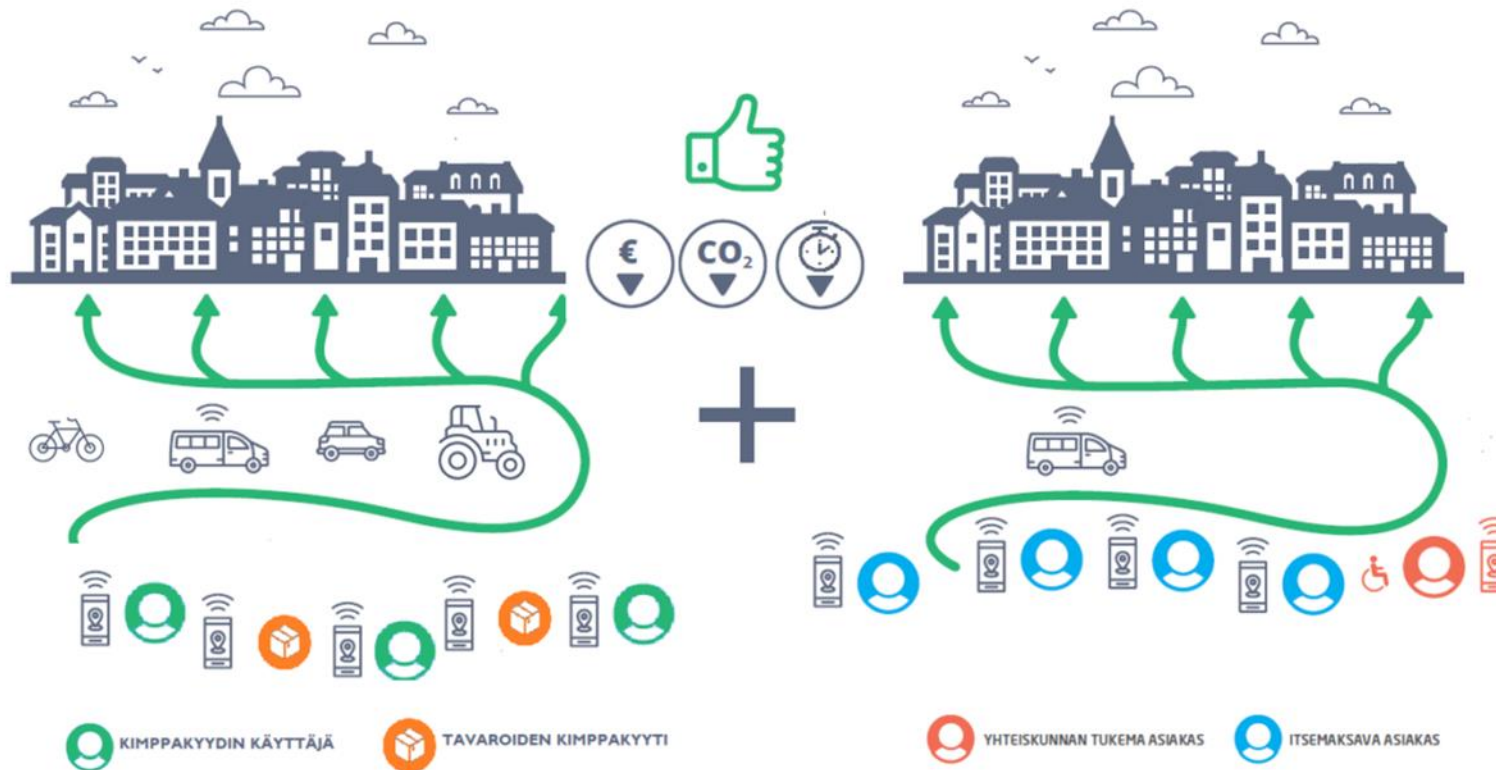 €
CO₂
KIMPPAKYYDIN KÄYTTÄJÄ
TAVAROIDEN KIMPPAKYYTI
YHTEISKUNNAN TUKEMA ASIAKAS
ITSEMAKSAVA ASIAKAS